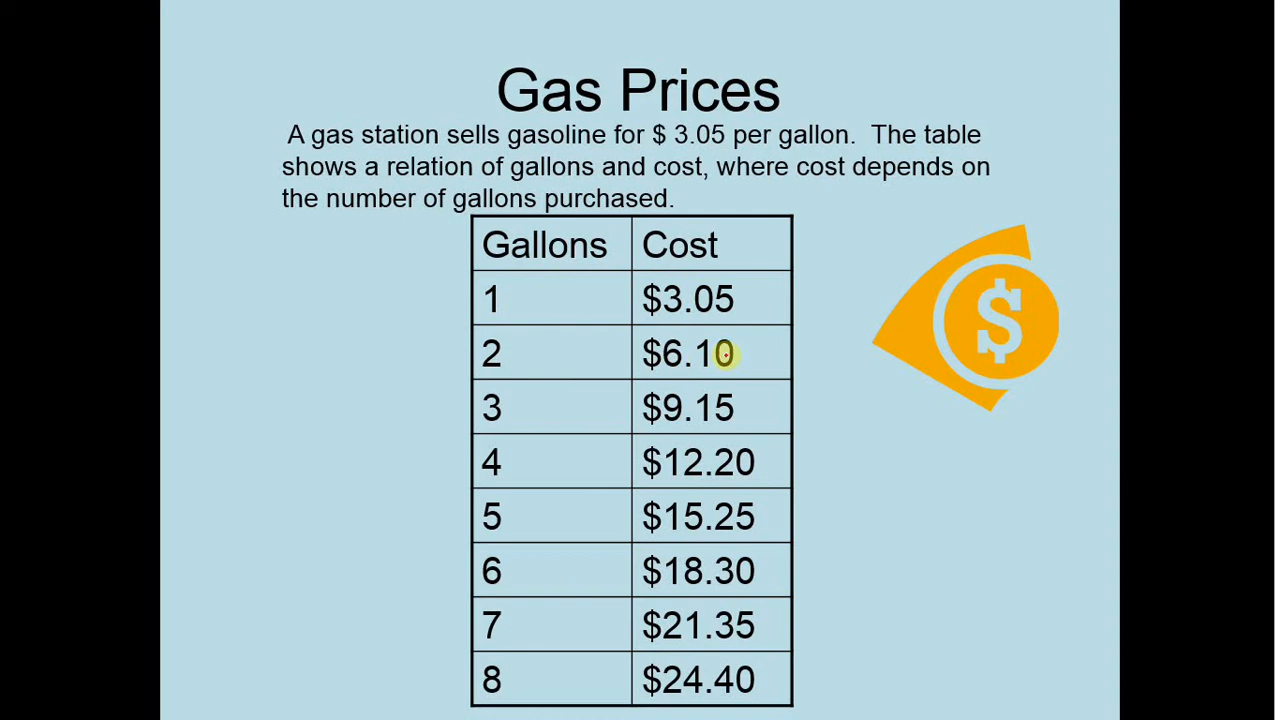 Gas Prices
A gas station sells gasoline for $ 3.05 per gallon.  The table
shows a relation of gallons and cost, where cost depends on
the number of gallons purchased.
Gallons Cost
1 $3.05
2 $6.10
3 $9.15
4 $12.20
5 $15.25
6 $18.30
7 $21.35
8 $24.40
$